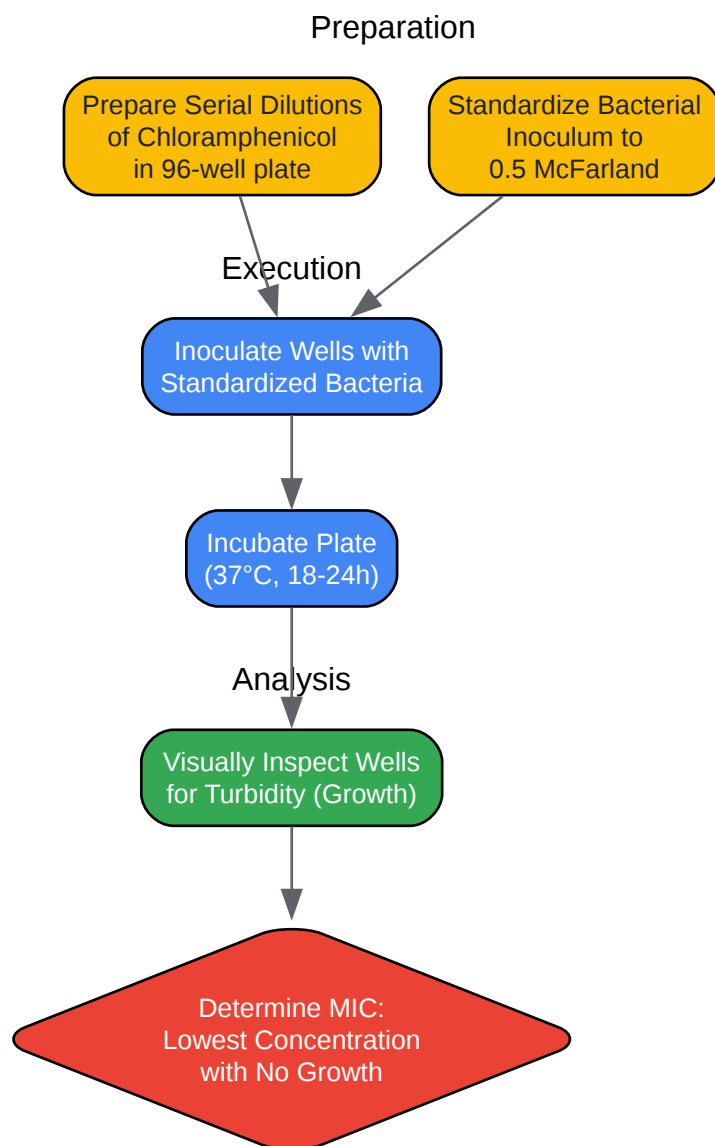 Preparation
Prepare Serial Dilutions
of Chloramphenicol
in 96-well plate
Standardize Bacterial
Inoculum to
0.5 McFarland
Execution
Inoculate Wells with
Standardized Bacteria
Incubate Plate
(37°C, 18-24h)
Analysis
Visually Inspect Wells
for Turbidity (Growth)
Determine MIC:
Lowest Concentration
with No Growth